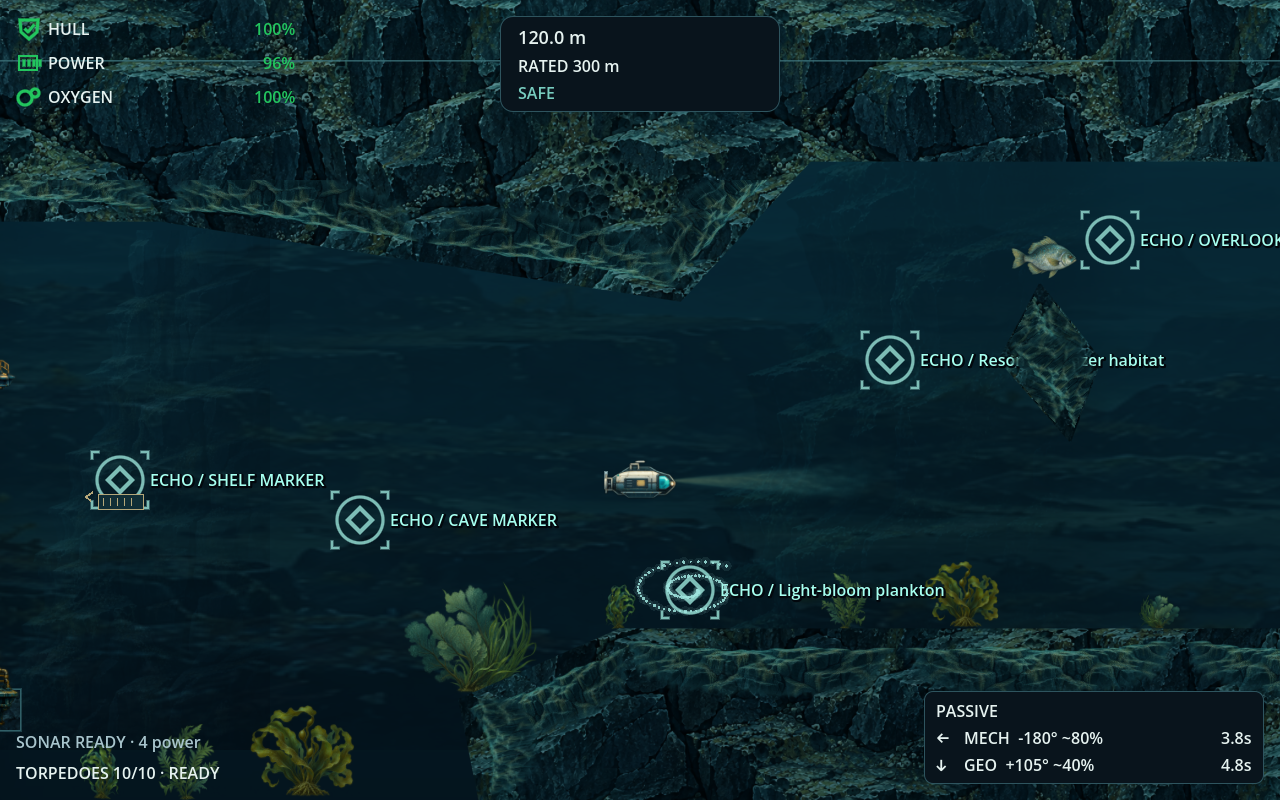 HULL 100%
POWER 96%
OXYGEN 100%
120.0 m
RATED 300 m
SAFE
ECHO / OVERLOOK
ECHO / habitat
ECHO / SHELF MARKER
ECHO / CAVE MARKER
ECHO / Light-bloom plankton
SONAR READY · 4 power
TORPEDOES 10/10 · READY
PASSIVE
← MECH -180° ~80% 3.8s
↓ GEO +105° ~40% 4.8s